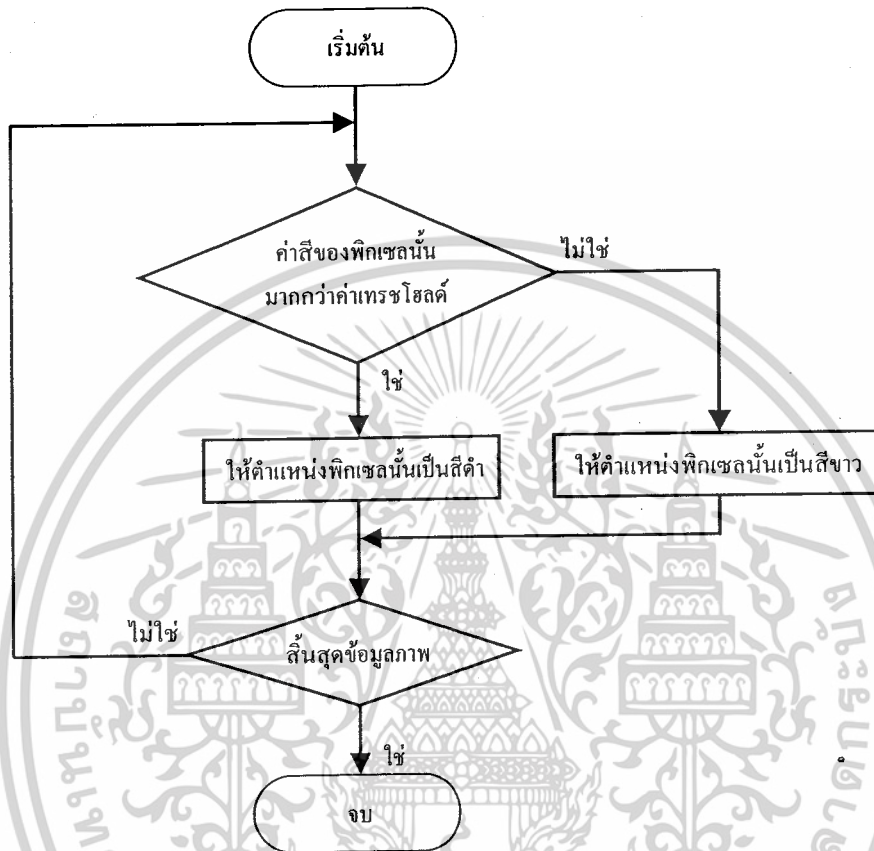 เริ่มต้น
ค่าสีของพิกเซลนั้น
มากกว่าค่าเทรชโฮลด์
ไม่ใช่
ใช่
ให้ตำแหน่งพิกเซลนั้นเป็นสีดำ
ให้ตำแหน่งพิกเซลนั้นเป็นสีขาว
ไม่ใช่
สิ้นสุดข้อมูลภาพ
ใช่
จบ